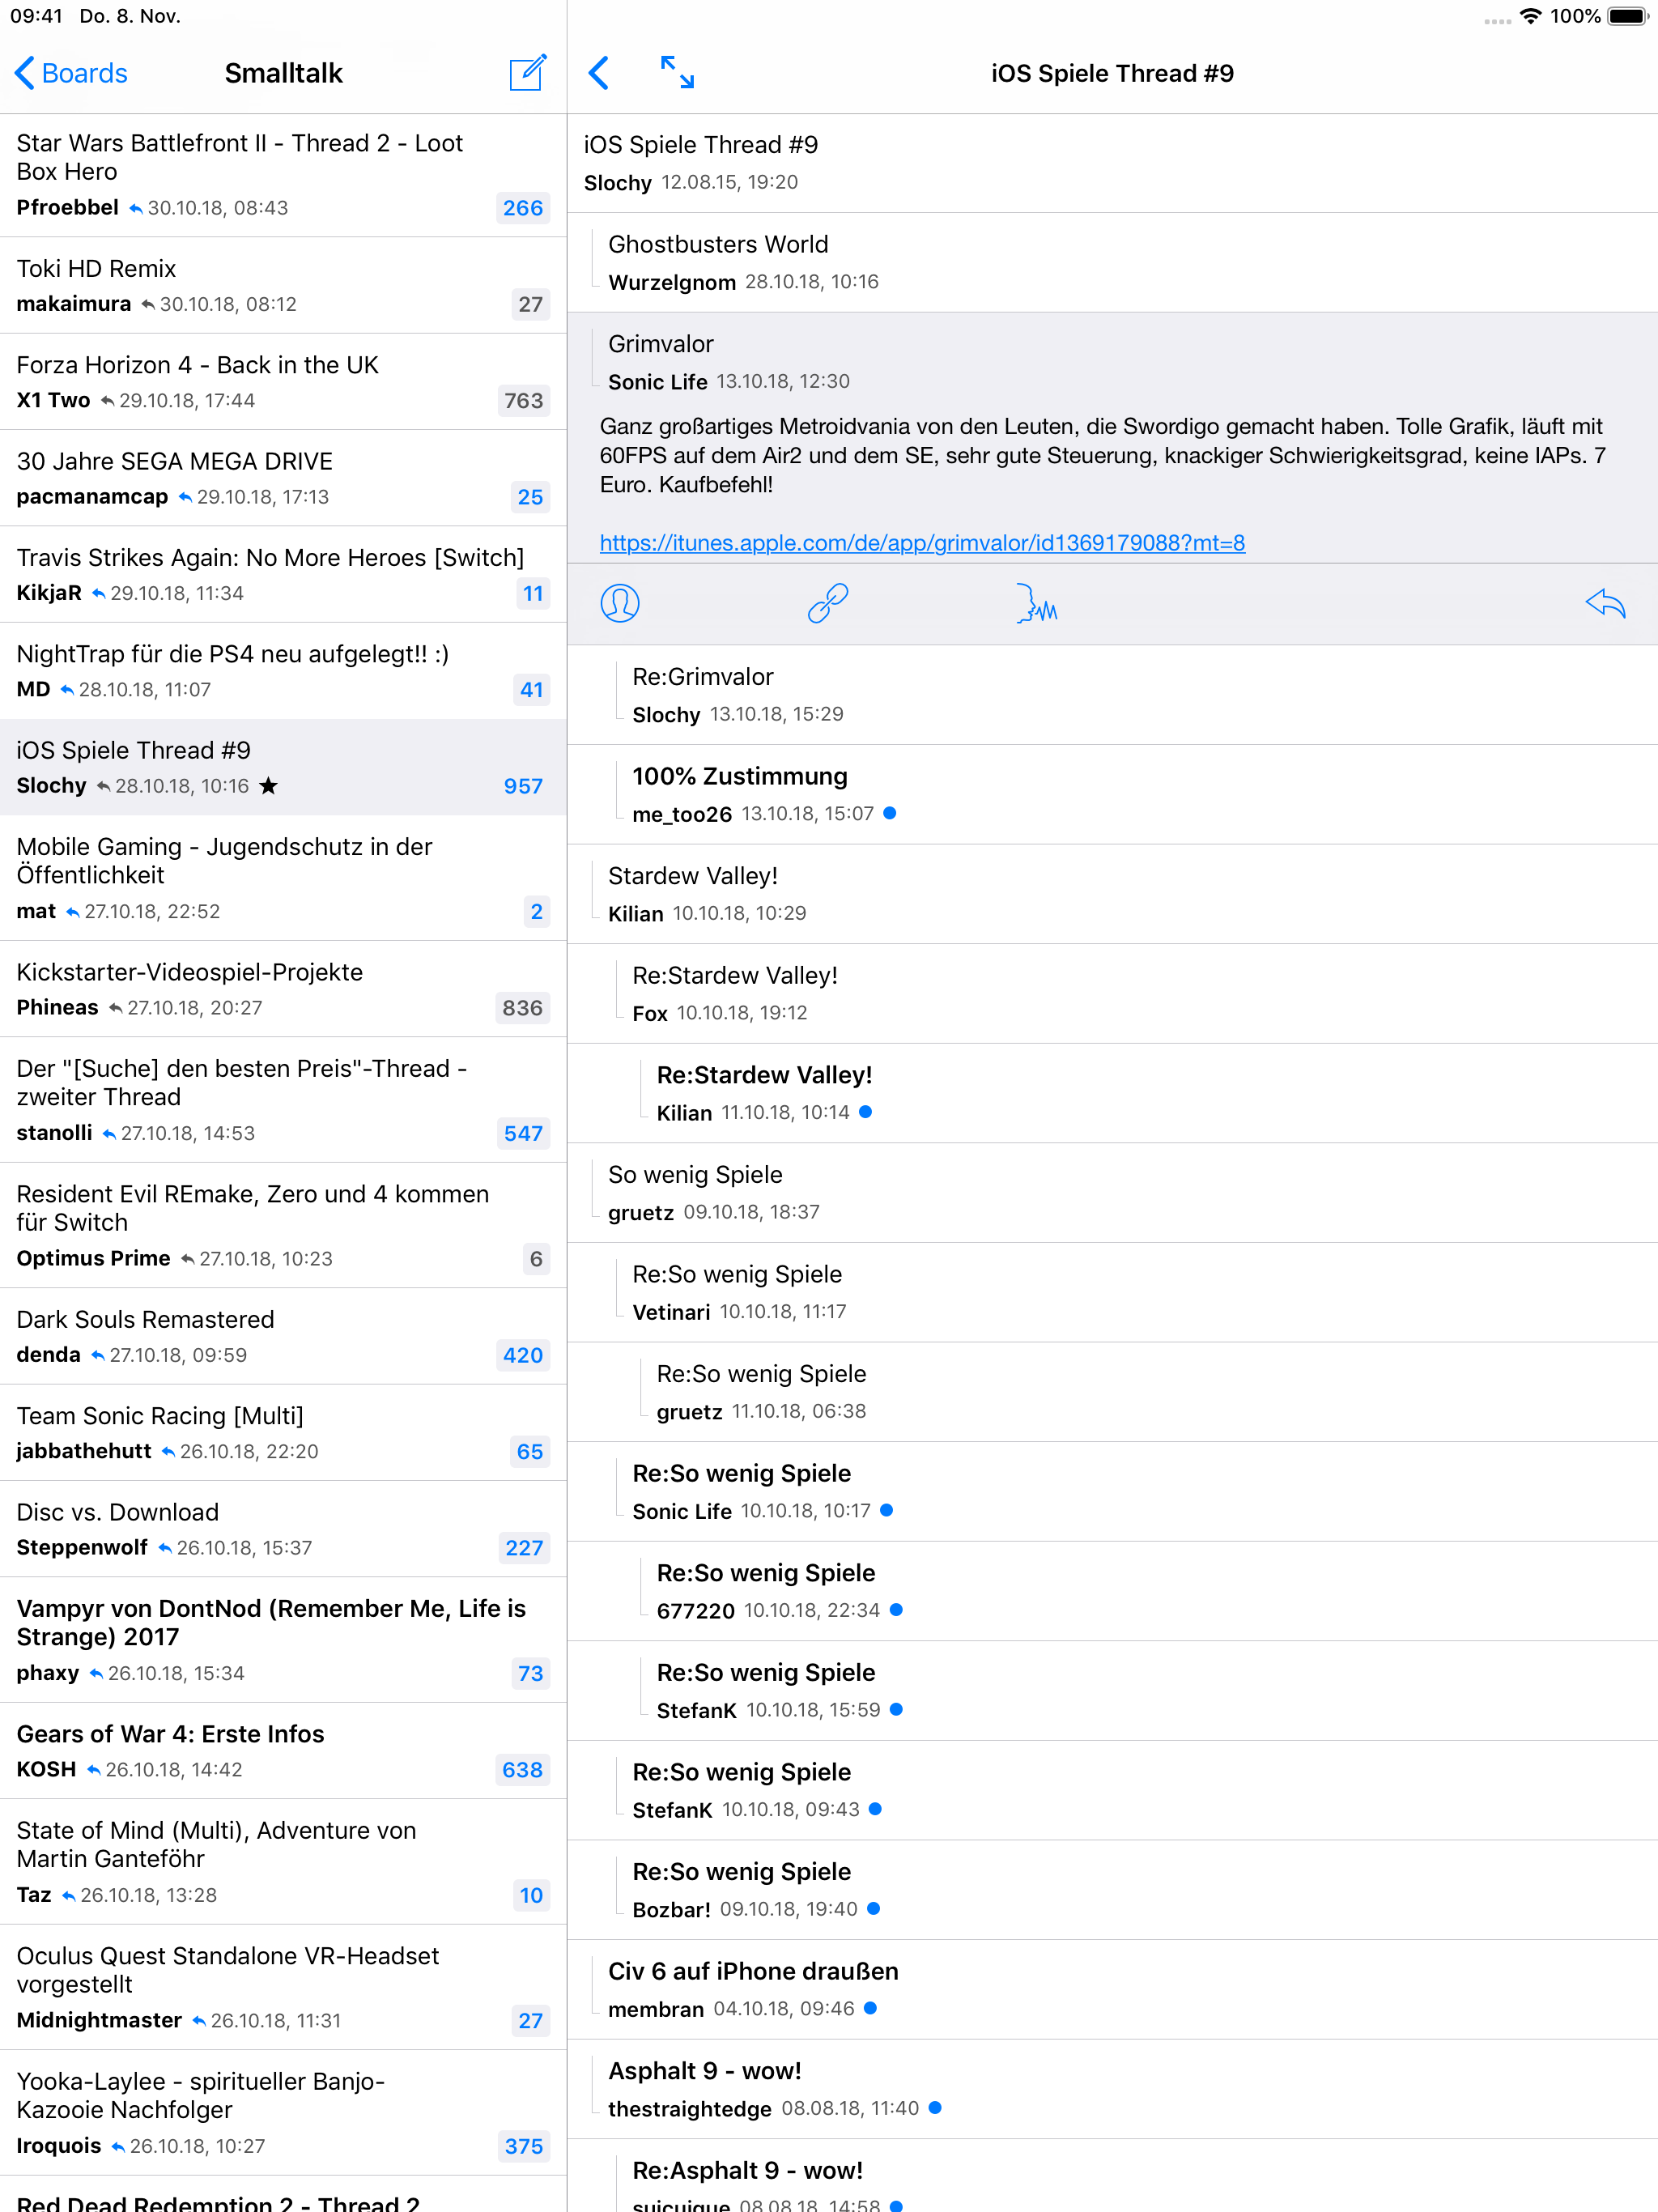 09:41 Do. 8. Nov.
100%
Boards
Smalltalk
Star Wars Battlefront II - Thread 2 - Loot
Box Hero
Pfroebbel 30.10.18, 08:43
266
Toki HD Remix
makaimura 30.10.18, 08:12
27
Forza Horizon 4 - Back in the UK
X1 Two 29.10.18, 17:44
763
30 Jahre SEGA MEGA DRIVE
pacmanamcap 29.10.18, 17:13
25
Travis Strikes Again: No More Heroes [Switch]
KikjaR 29.10.18, 11:34
11
NightTrap für die PS4 neu aufgelegt!! :)
MD 28.10.18, 11:07
41
iOS Spiele Thread #9
Slochy 28.10.18, 10:16 ★
957
Mobile Gaming - Jugendschutz in der
Öffentlichkeit
mat 27.10.18, 22:52
2
Kickstarter-Videospiel-Projekte
Phineas 27.10.18, 20:27
836
Der "[Suche] den besten Preis"-Thread -
zweiter Thread
stanolli 27.10.18, 14:53
547
Resident Evil REmake, Zero und 4 kommen
für Switch
Optimus Prime 27.10.18, 10:23
6
Dark Souls Remastered
denda 27.10.18, 09:59
420
Team Sonic Racing [Multi]
jabbathehutt 26.10.18, 22:20
65
Disc vs. Download
Steppenwolf 26.10.18, 15:37
227
Vampyr von DontNod (Remember Me, Life is
Strange) 2017
phaxy 26.10.18, 15:34
73
Gears of War 4: Erste Infos
KOSH 26.10.18, 14:42
638
State of Mind (Multi), Adventure von
Martin Ganteföhr
Taz 26.10.18, 13:28
10
Oculus Quest Standalone VR-Headset
vorgestellt
Midnightmaster 26.10.18, 11:31
27
Yooka-Laylee - spiritueller Banjo-
Kazooie Nachfolger
Iroquois 26.10.18, 10:27
375
Red Dead Redemption 2 - Thread 2
iOS Spiele Thread #9
iOS Spiele Thread #9
Slochy 12.08.15, 19:20
Ghostbusters World
Wurzelgnom 28.10.18, 10:16
Grimvalor
Sonic Life 13.10.18, 12:30
Ganz großartiges Metroidvania von den Leuten, die Swordigo gemacht haben. Tolle Grafik, läuft mit
60FPS auf dem Air2 und dem SE, sehr gute Steuerung, knackiger Schwierigkeitsgrad, keine IAPs. 7
Euro. Kaufbefehl!
https://itunes.apple.com/de/app/grimvalor/id1369179088?mt=8
Re:Grimvalor
Slochy 13.10.18, 15:29
100% Zustimmung
me_too26 13.10.18, 15:07
Stardew Valley!
Kilian 10.10.18, 10:29
Re:Stardew Valley!
Fox 10.10.18, 19:12
Re:Stardew Valley!
Kilian 11.10.18, 10:14
So wenig Spiele
gruetz 09.10.18, 18:37
Re:So wenig Spiele
Vetinari 10.10.18, 11:17
Re:So wenig Spiele
gruetz 11.10.18, 06:38
Re:So wenig Spiele
Sonic Life 10.10.18, 10:17
Re:So wenig Spiele
677220 10.10.18, 22:34
Re:So wenig Spiele
StefanK 10.10.18, 15:59
Re:So wenig Spiele
StefanK 10.10.18, 09:43
Re:So wenig Spiele
Bozbar! 09.10.18, 19:40
Civ 6 auf iPhone draußen
membran 04.10.18, 09:46
Asphalt 9 - wow!
thestraightedge 08.08.18, 11:40
Re:Asphalt 9 - wow!
suicuique 08.08.18, 14:58